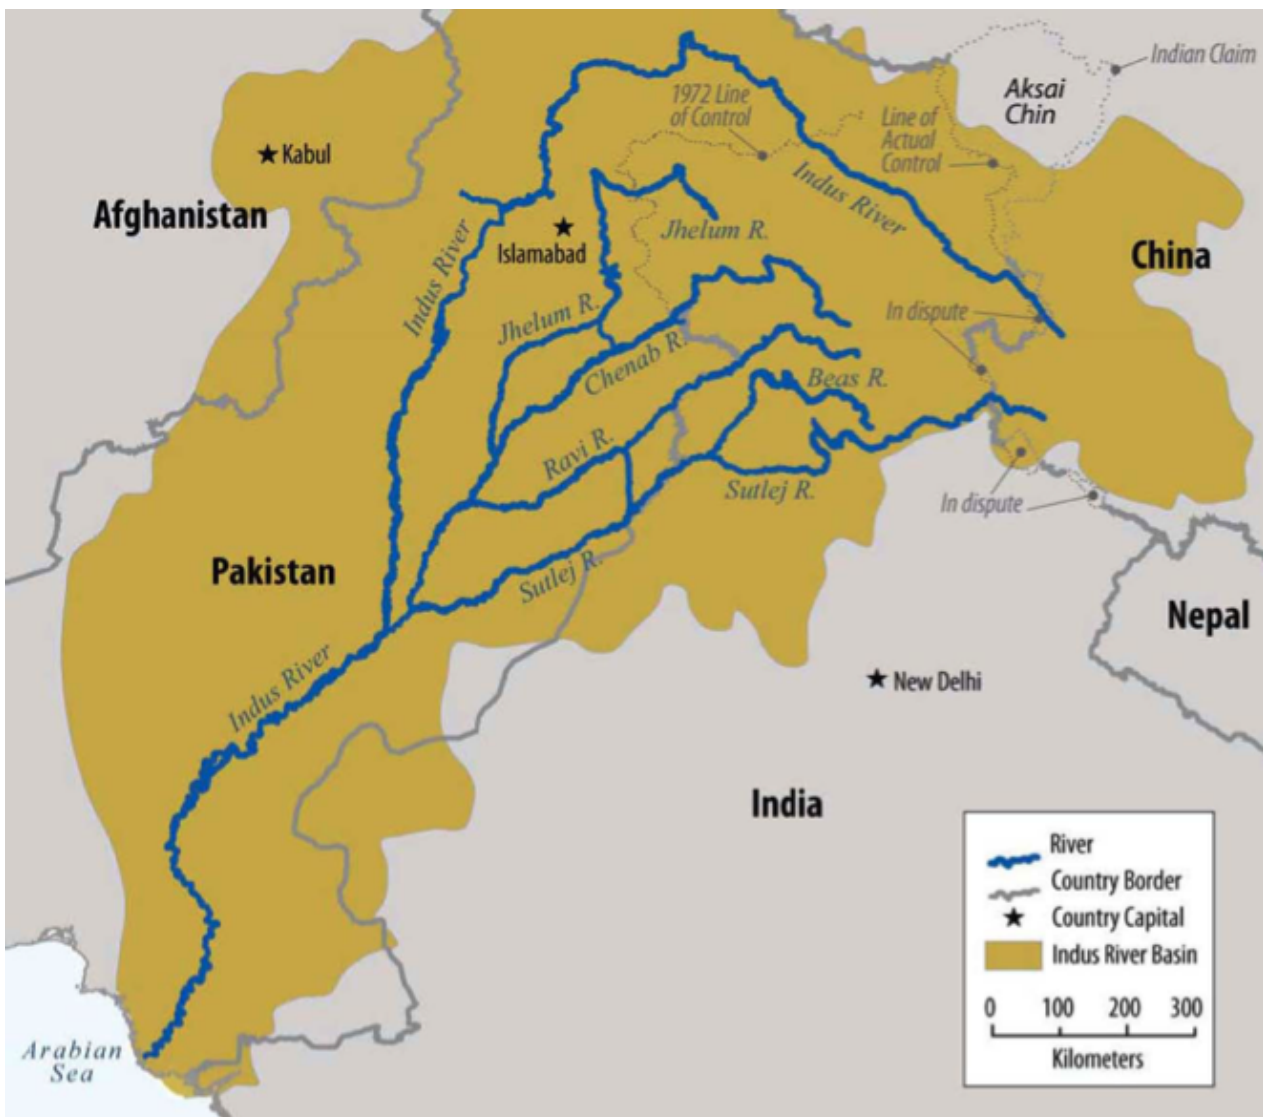 Indian Claim
Aksai
Chin
1972 Line
of Control
Line of
Actual
Control
Kabul
Afghanistan
Indus River
Indus River
Islamabad
Jhelum R.
China
Jhelum R.
In dispute
Chenab R.
Beas R.
Ravi R.
Sutlej R.
In dispute
Pakistan
Sutlej R.
Nepal
Indus River
New Delhi
India
River
Country Border
Country Capital
Indus River Basin
0 100 200 300
Kilometers
Arabian
Sea